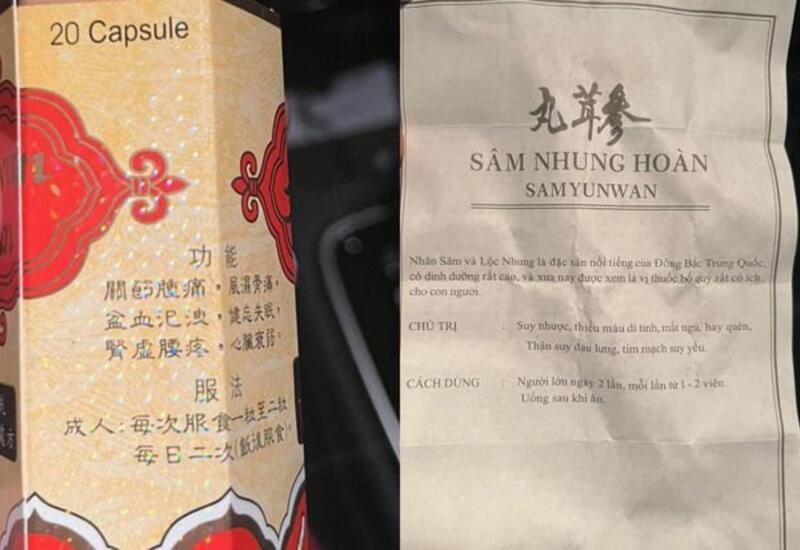 20 Capsule
功能
關節腫痛，風濕骨痛，
盆血氾洩，健忘失眠，
腎虛腰疼，心臟衰弱。
服法
成人：每次服食一粒至二粒
每日二次(飯後服食)。
丸茸參
SÂM NHUNG HOÀN
SAMYUNWAN
Nhân Sâm và Lộc Nhung là đặc sản nổi tiếng của Đông Bắc Trung Quốc,
có dinh dưỡng rất cao, và xưa nay được xem là vị thuốc bổ quý rất có ích
cho con người.
CHỦ TRỊ : Suy nhược, thiếu máu di tinh, mất ngủ, hay quên,
Thận suy đau lưng, tim mạch suy yếu.
CÁCH DÙNG : Người lớn ngày 2 lần, mỗi lần từ 1 - 2 viên.
Uống sau khi ăn.